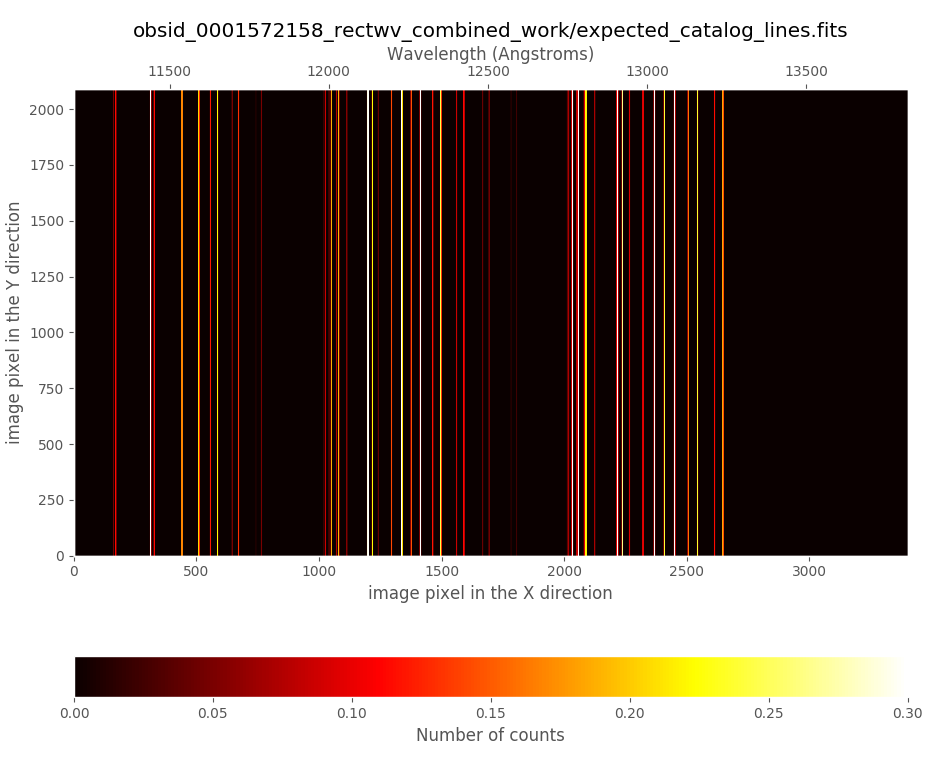 obsid_0001572158_rectwv_combined_work/expected_catalog_lines.fits
Wavelength (Angstroms)
11500 12000 12500 13000 13500
2000
1750
1500
1250
1000
750
500
250
0
image pixel in the Y direction
0 500 1000 1500 2000 2500 3000
image pixel in the X direction
0.00 0.05 0.10 0.15 0.20 0.25 0.30
Number of counts